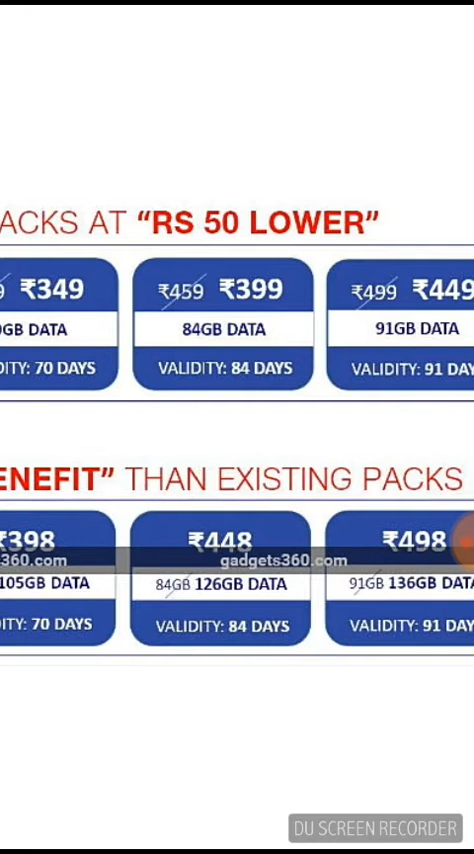 ACKS AT “RS 50 LOWER”
₹349 ₹459 ₹399 ₹499 ₹449
GB DATA 84GB DATA 91GB DATA
DITY: 70 DAYS VALIDITY: 84 DAYS VALIDITY: 91 DAY
ENEFIT” THAN EXISTING PACKS
₹398 ₹448 ₹498
360.com gadgets360.com
105GB DATA 84GB 126GB DATA 91GB 136GB DATA
ITY: 70 DAYS VALIDITY: 84 DAYS VALIDITY: 91 DAY
DU SCREEN RECORDER